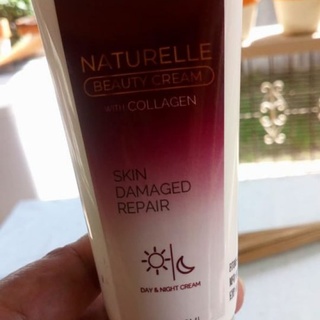 NATURELLE
BEAUTY CREAM
with COLLAGEN
SKIN
DAMAGED
REPAIR
DAY & NIGHT CREAM